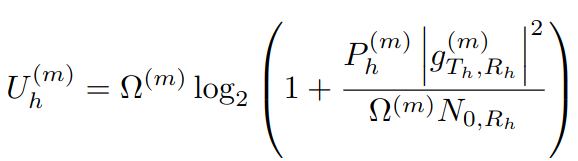 U_h^{(m)} = \Omega^{(m)} \log_2 \left( 1 + \frac{P_h^{(m)} \left| g_{T_h,R_h}^{(m)} \right|^2}{\Omega^{(m)} N_{0,R_h}} \right)